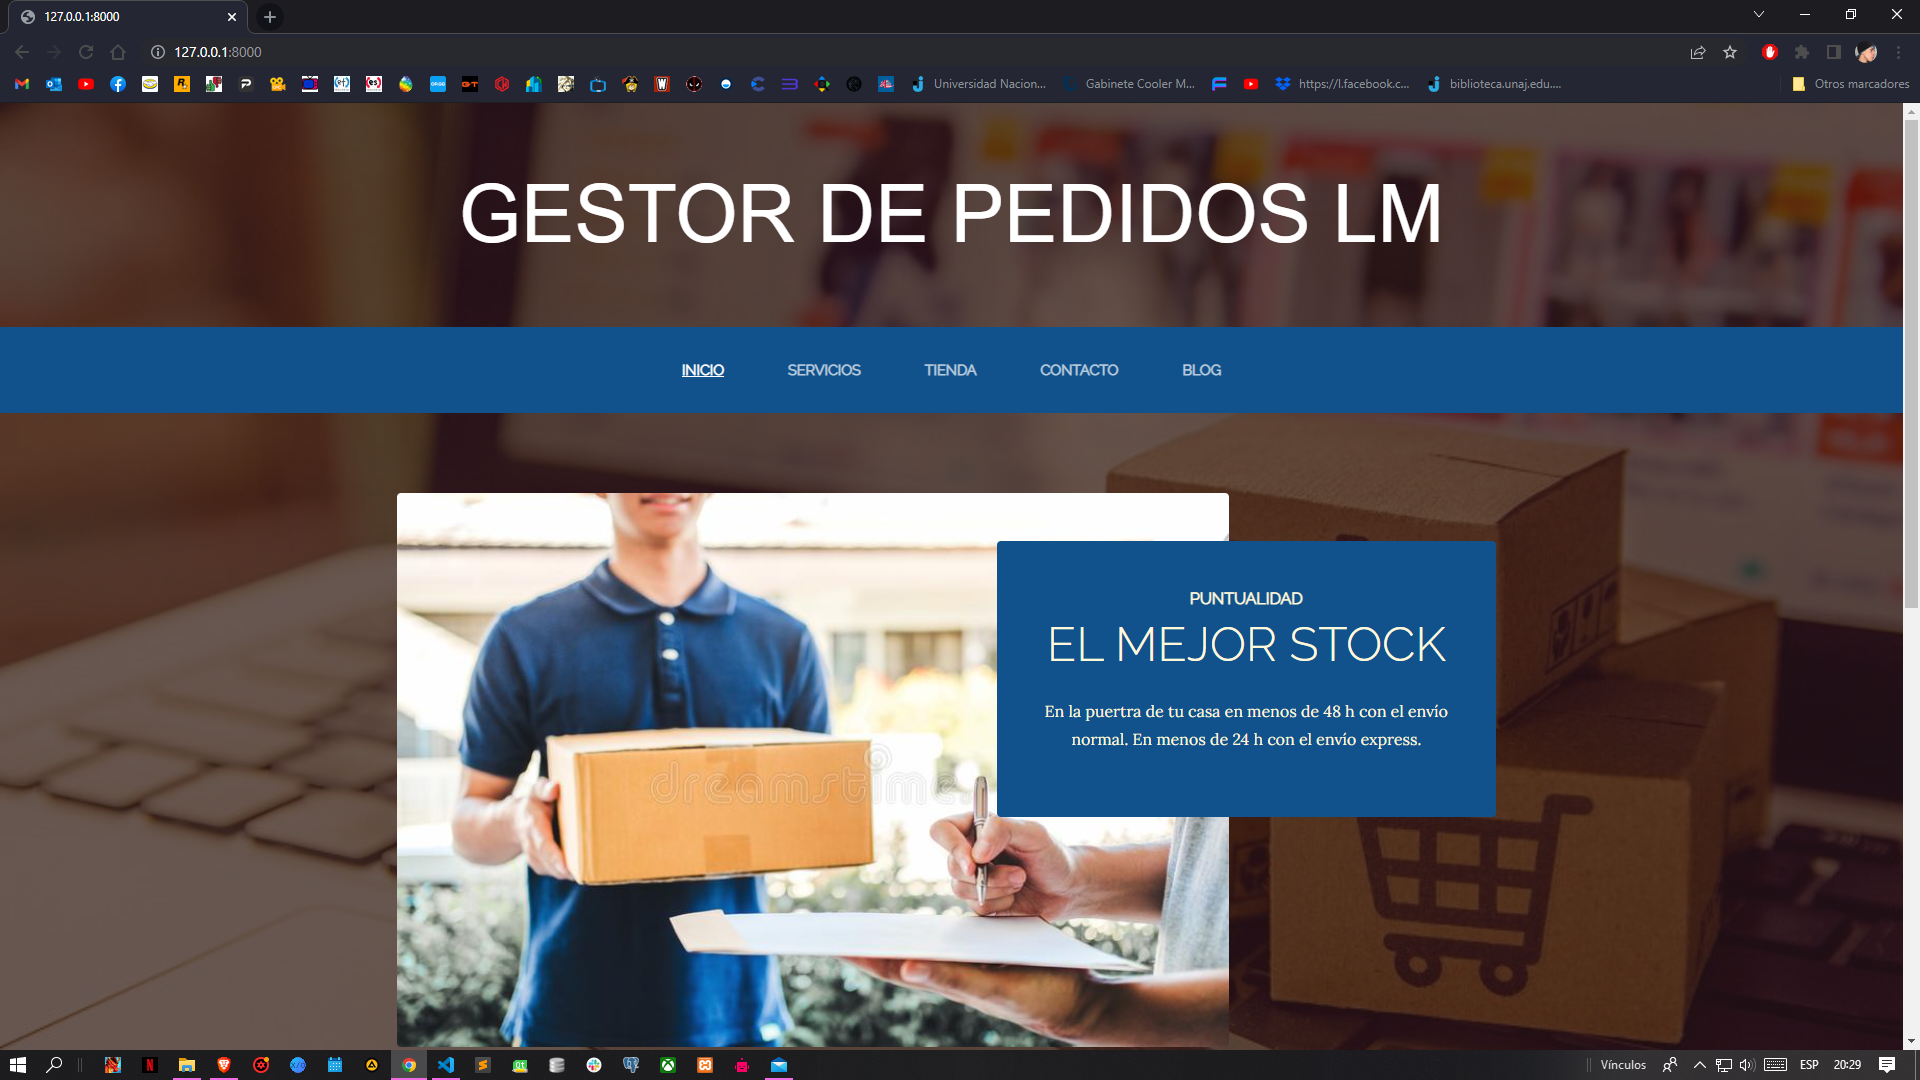 127.0.0.1:8000
127.0.0.1:8000
Universidad Nacion...
Gabinete Cooler M...
https://l.facebook.c...
biblioteca.unaj.edu....
Otros marcadores
GESTOR DE PEDIDOS LM
INICIO
SERVICIOS
TIENDA
CONTACTO
BLOG
PUNTUALIDAD
EL MEJOR STOCK
En la puertra de tu casa en menos de 48 h con el envío
normal. En menos de 24 h con el envío express.
dreamstime.
Vínculos
ESP
20:29